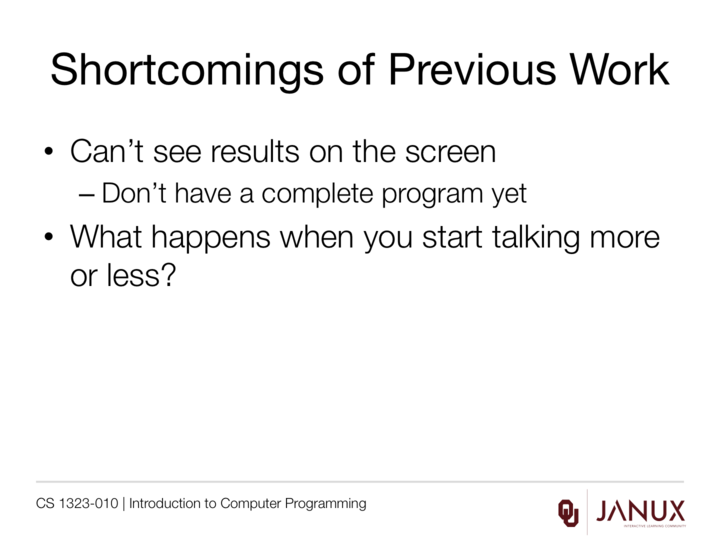 Shortcomings of Previous Work
• Can’t see results on the screen
– Don’t have a complete program yet
• What happens when you start talking more
or less?
CS 1323-010 | Introduction to Computer Programming
OU JANUX
INTERACTIVE LEARNING COMMUNITY